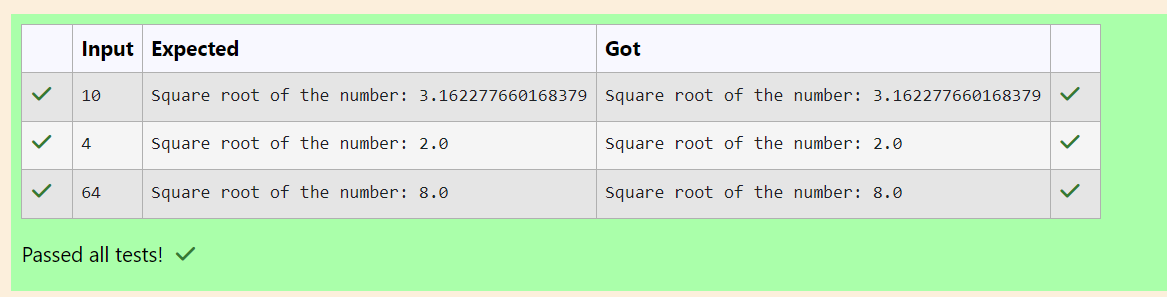 Input Expected Got
10 Square root of the number: 3.162277660168379 Square root of the number: 3.162277660168379
4 Square root of the number: 2.0 Square root of the number: 2.0
64 Square root of the number: 8.0 Square root of the number: 8.0
Passed all tests!